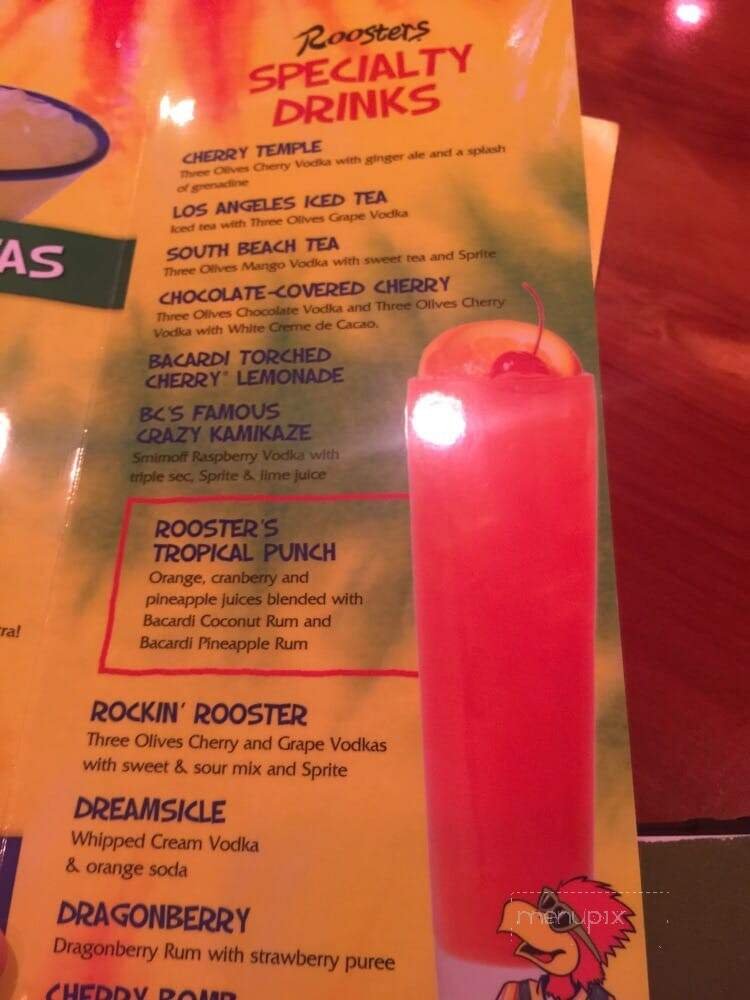 Roosters
SPECIALTY
DRINKS
CHERRY TEMPLE
Three Olives Cherry Vodka with ginger ale and a splash
of grenadine
LOS ANGELES ICED TEA
Iced tea with Three Olives Grape Vodka
SOUTH BEACH TEA
Three Olives Mango Vodka with sweet tea and Sprite
CHOCOLATE-COVERED CHERRY
Three Olives Chocolate Vodka and Three Olives Cherry
Vodka with White Creme de Cacao.
BACARDI TORCHED
CHERRY® LEMONADE
BC'S FAMOUS
CRAZY KAMIKAZE
Smirnoff Raspberry Vodka with
triple sec, Sprite & lime juice
ROOSTER'S
TROPICAL PUNCH
Orange, cranberry and
pineapple juices blended with
Bacardi Coconut Rum and
Bacardi Pineapple Rum
ROCKIN' ROOSTER
Three Olives Cherry and Grape Vodkas
with sweet & sour mix and Sprite
DREAMSICLE
Whipped Cream Vodka
& orange soda
DRAGONBERRY
Dragonberry Rum with strawberry puree
CHERRY BOMB
AS
tra!
menupix